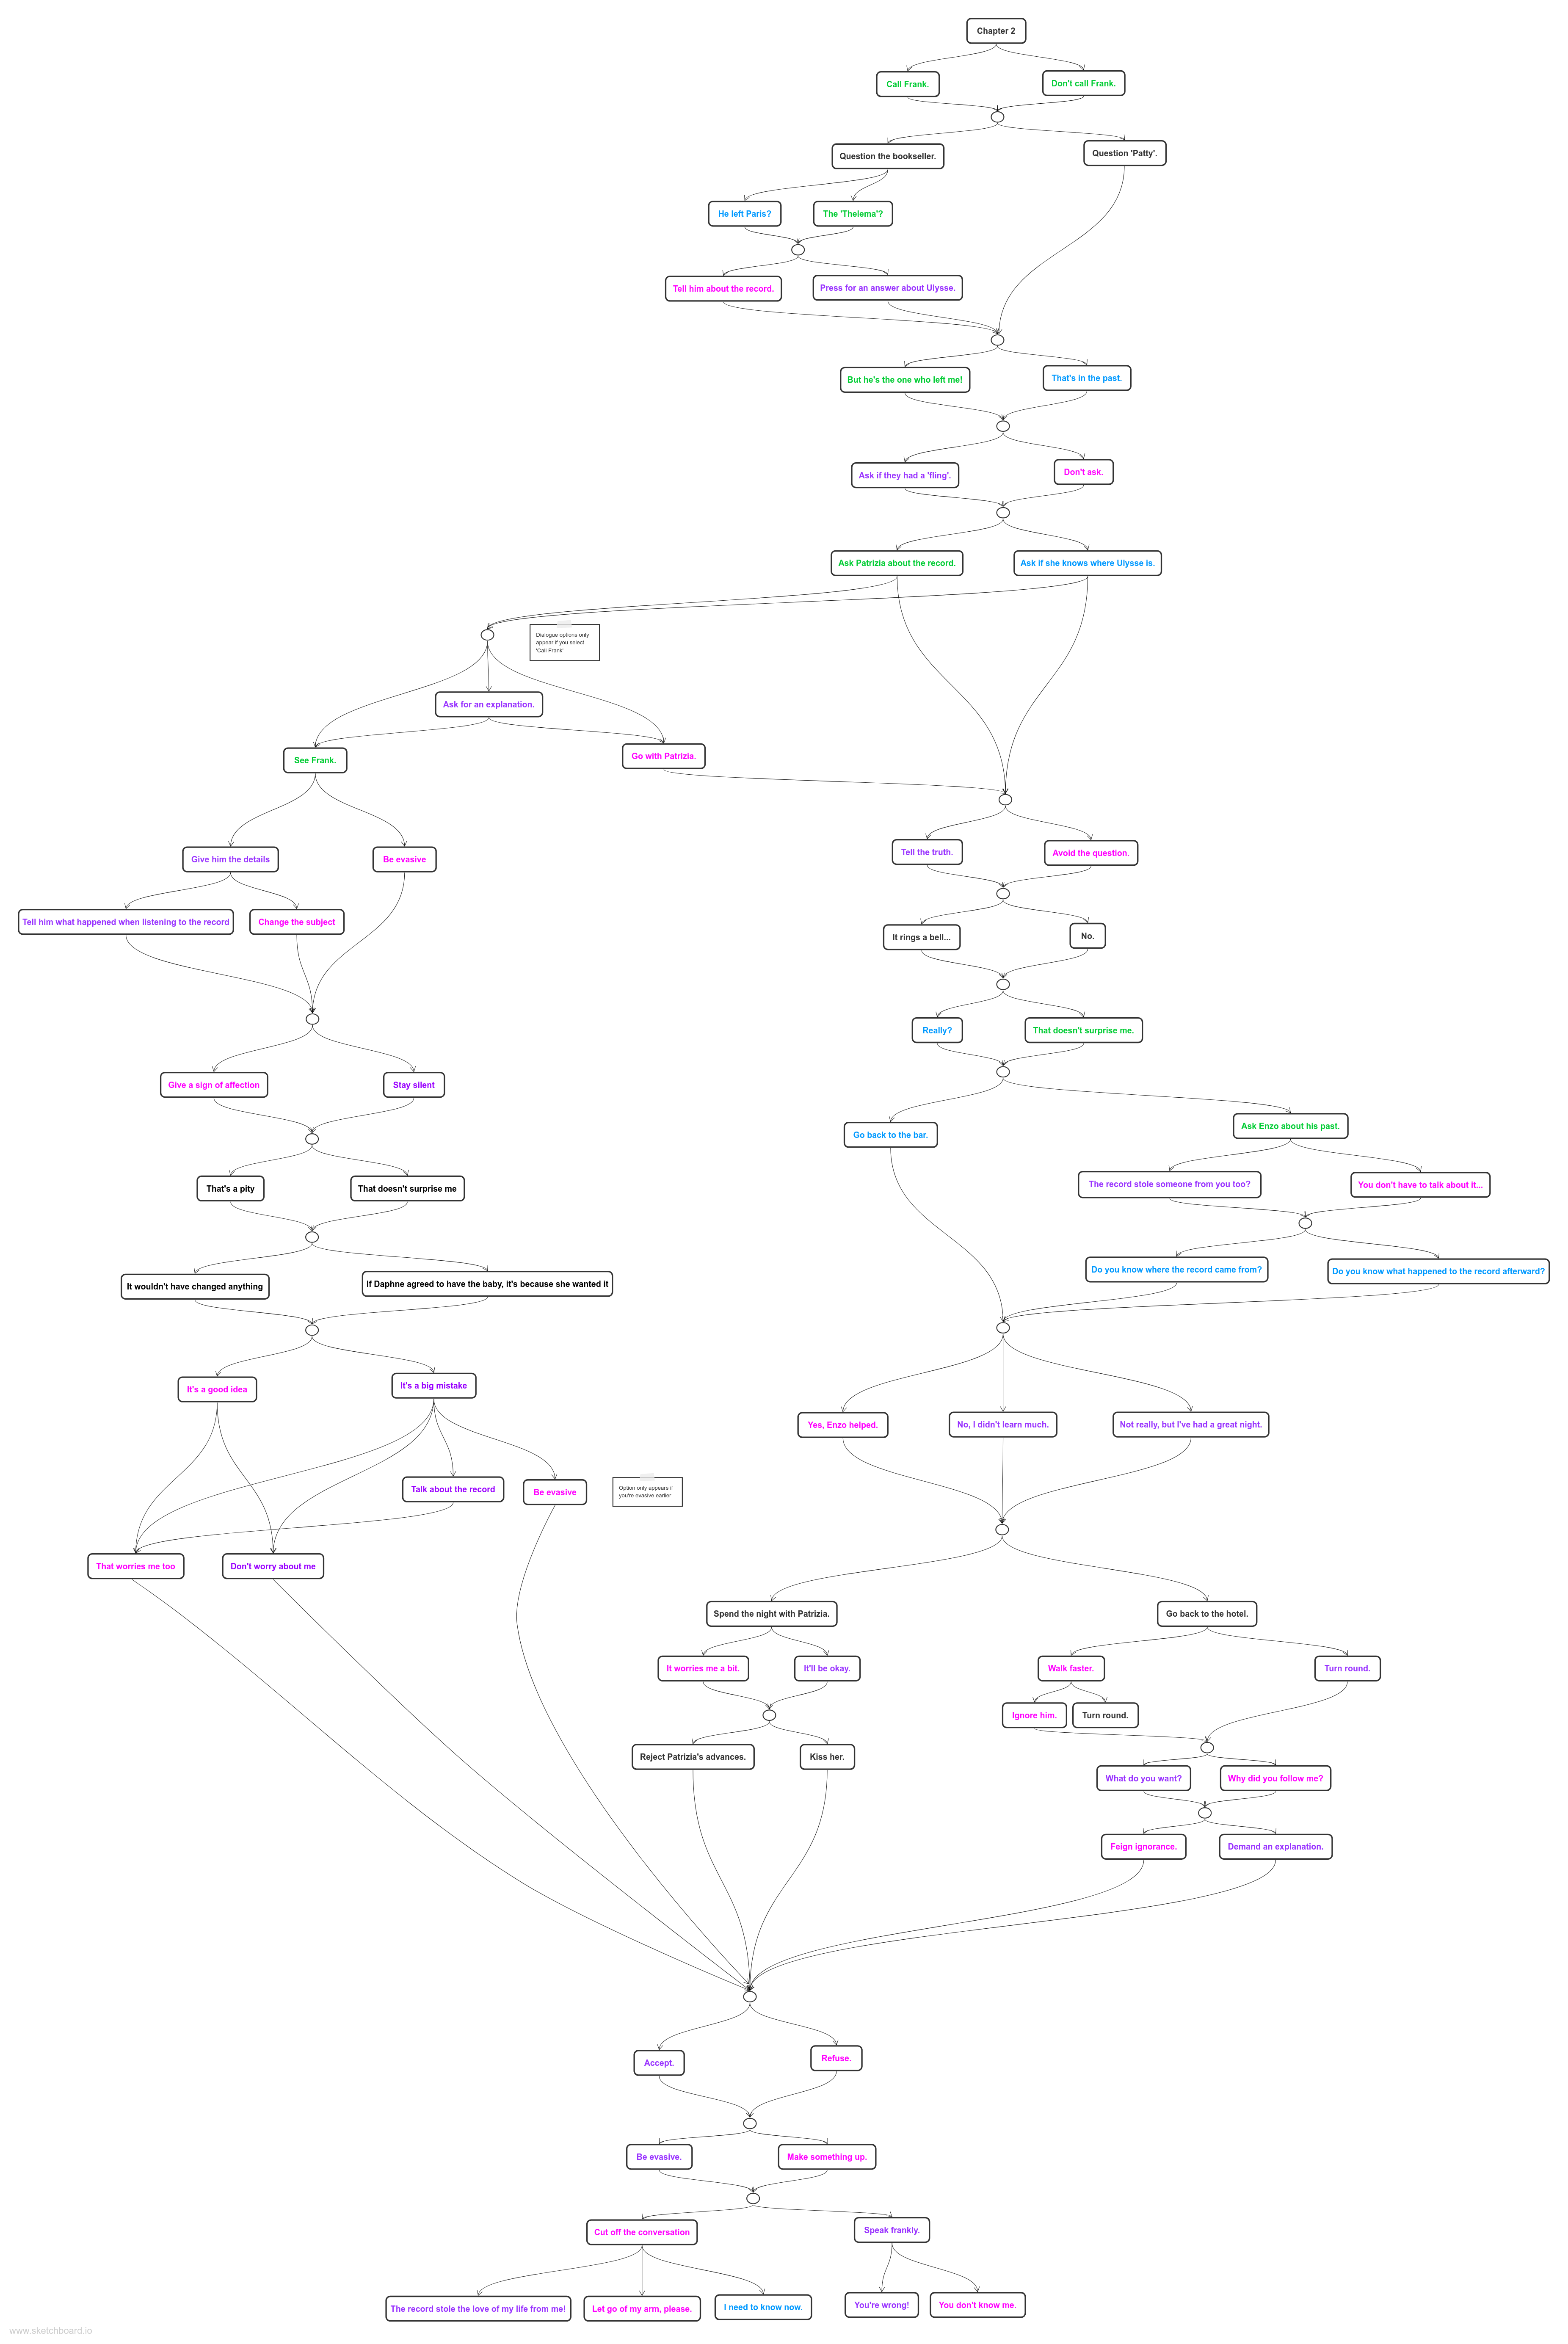 Chapter 2
Call Frank.
Don't call Frank.
Question the bookseller.
Question 'Patty'.
He left Paris?
The 'Thelema'?
Tell him about the record.
Press for an answer about Ulysse.
But he's the one who left me!
That's in the past.
Ask if they had a 'fling'.
Don't ask.
Ask Patrizia about the record.
Ask if she knows where Ulysse is.
Dialogue options only
appear if you select
'Call Frank'
Ask for an explanation.
See Frank.
Go with Patrizia.
Give him the details
Be evasive
Tell the truth.
Avoid the question.
Tell him what happened when listening to the record
Change the subject
It rings a bell...
No.
Really?
That doesn't surprise me.
Give a sign of affection
Stay silent
Go back to the bar.
Ask Enzo about his past.
That's a pity
That doesn't surprise me
The record stole someone from you too?
You don't have to talk about it...
It wouldn't have changed anything
If Daphne agreed to have the baby, it's because she wanted it
Do you know where the record came from?
Do you know what happened to the record afterward?
It's a good idea
It's a big mistake
Yes, Enzo helped.
No, I didn't learn much.
Not really, but I've had a great night.
Talk about the record
Be evasive
Option only appears if
you're evasive earlier
That worries me too
Don't worry about me
Spend the night with Patrizia.
Go back to the hotel.
It worries me a bit.
It'll be okay.
Walk faster.
Turn round.
Ignore him.
Turn round.
Reject Patrizia's advances.
Kiss her.
What do you want?
Why did you follow me?
Feign ignorance.
Demand an explanation.
Accept.
Refuse.
Be evasive.
Make something up.
Cut off the conversation
Speak frankly.
The record stole the love of my life from me!
Let go of my arm, please.
I need to know now.
You're wrong!
You don't know me.
www.sketchboard.io